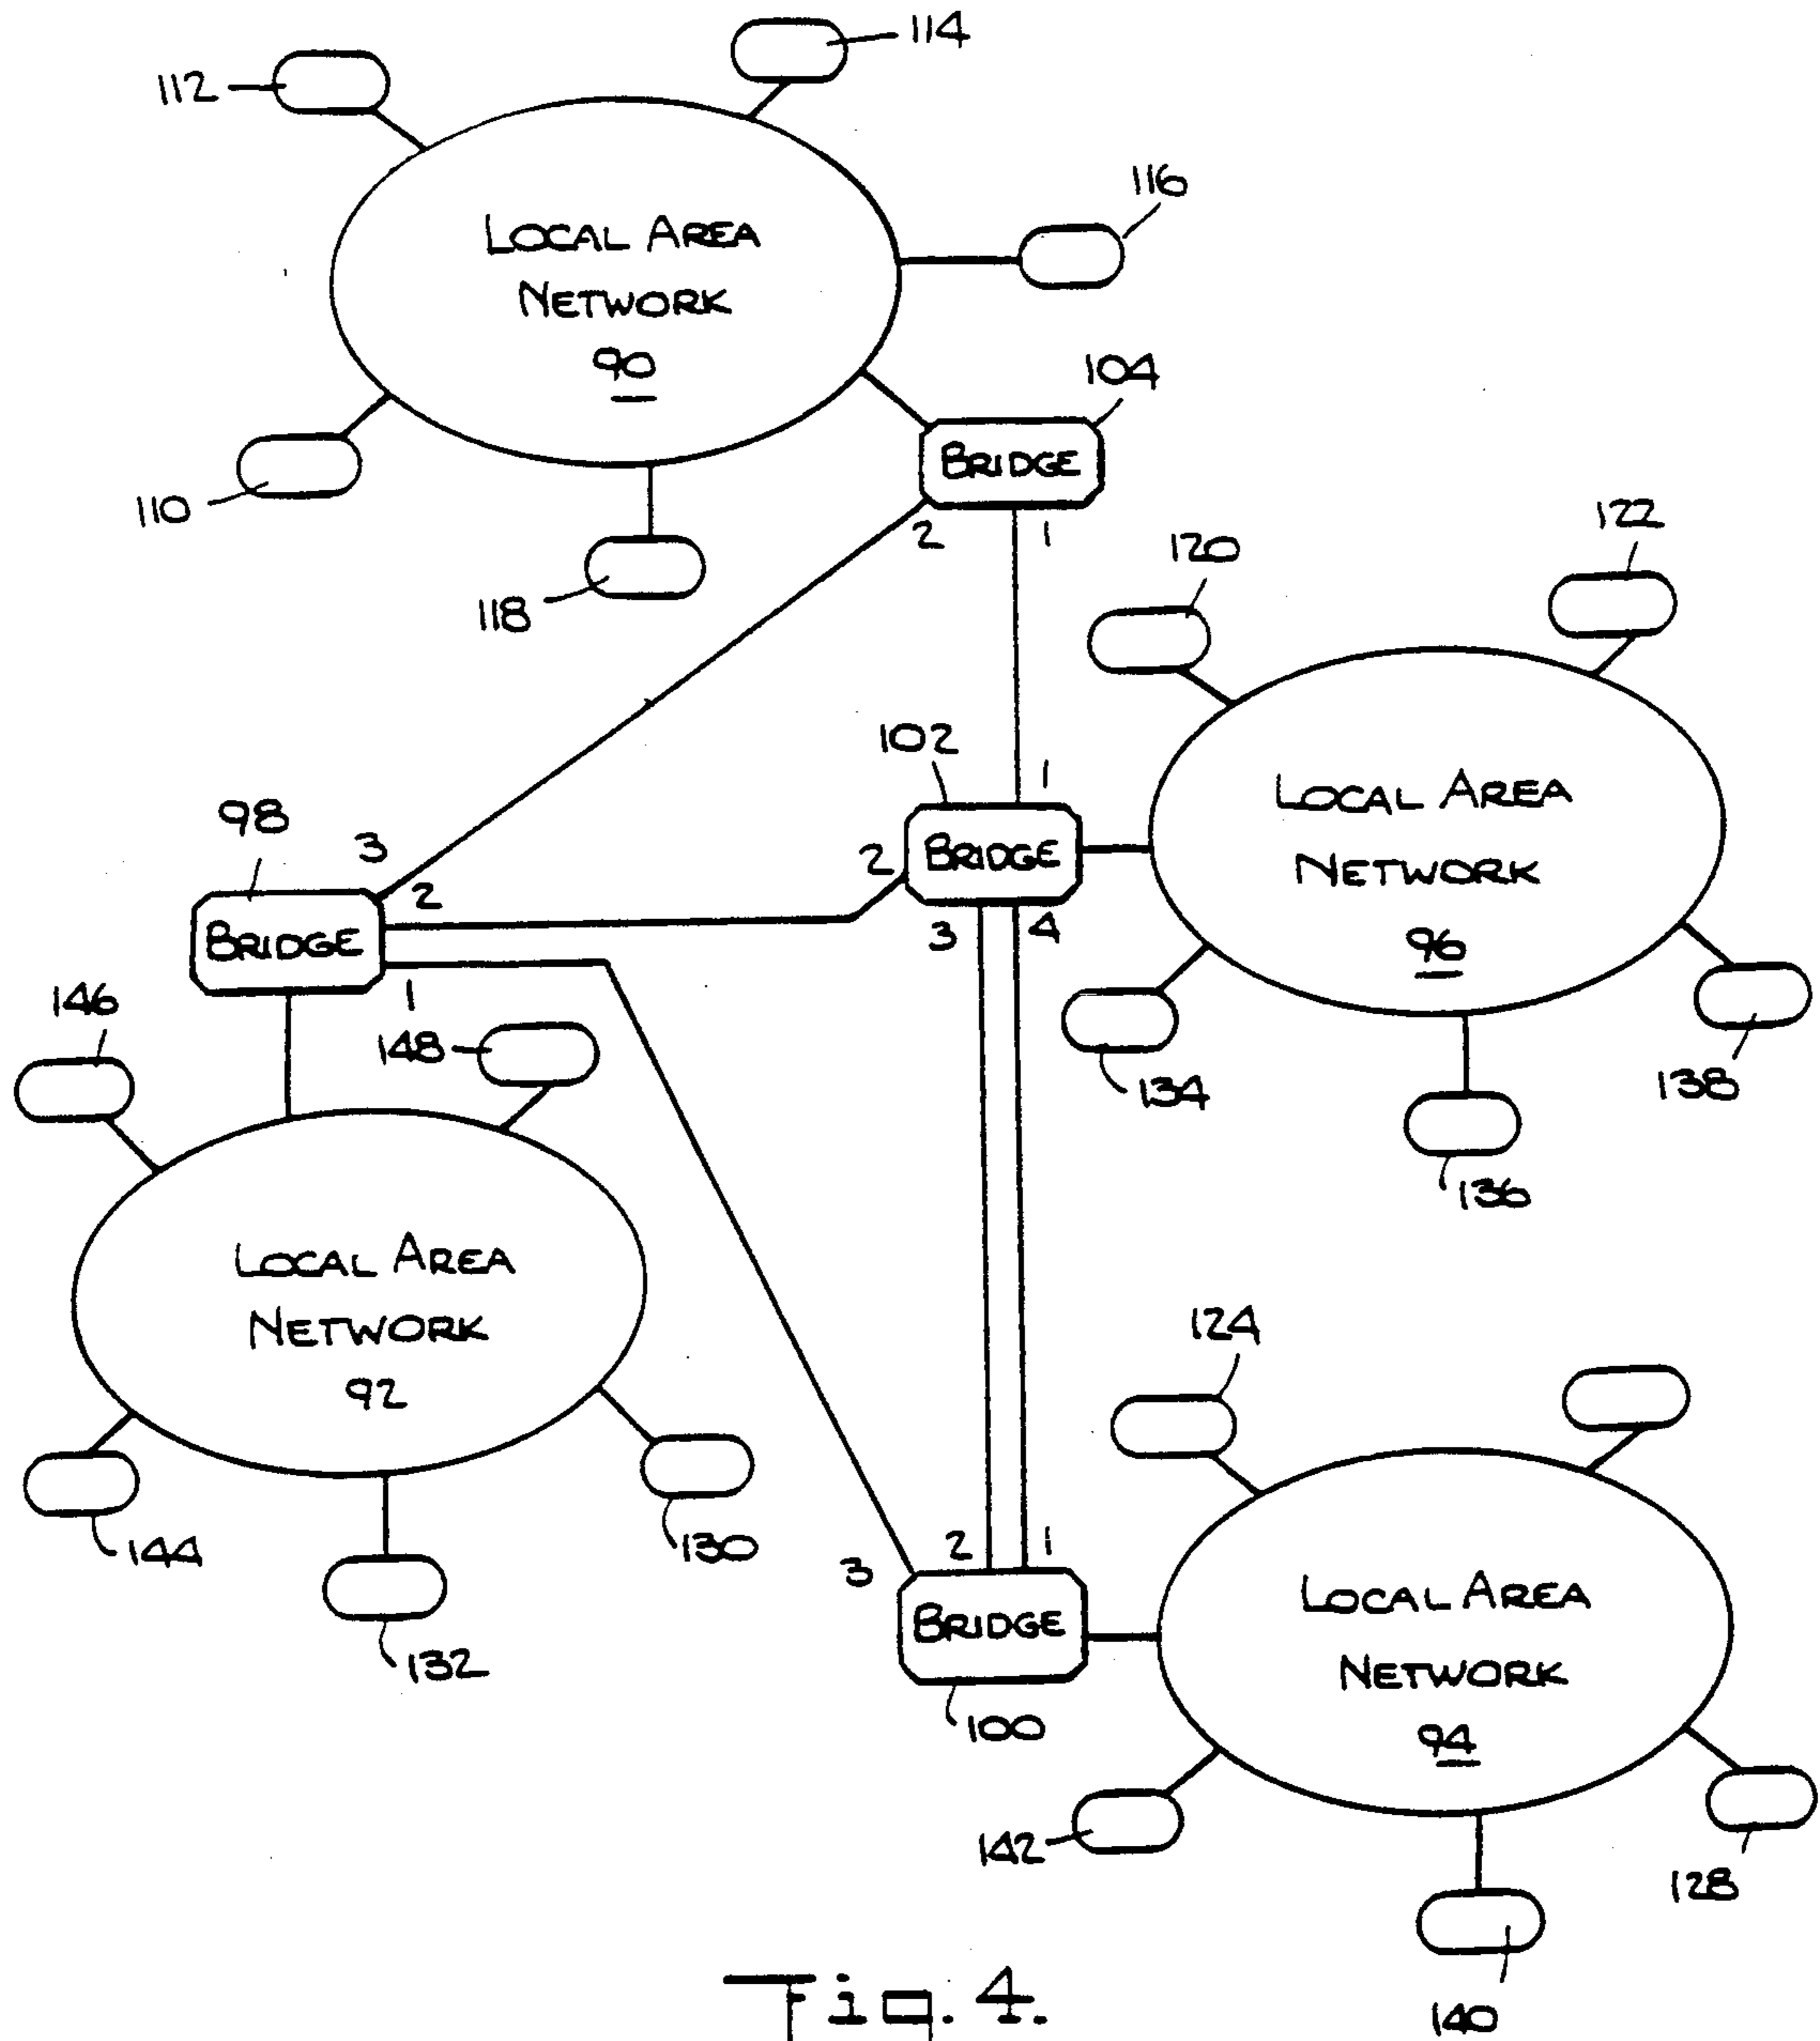 114
112
116
LOCAL AREA
NETWORK
90
104
BRIDGE
110
2 1
118
122
120
102
1
LOCAL AREA
NETWORK
96
98
3
2
BRIDGE
2
BRIDGE
3 4
1
146
148
134
138
136
LOCAL AREA
NETWORK
92
124
144
130
132
3
2 1
BRIDGE
100
LOCAL AREA
NETWORK
94
142
128
140
Fig. 4.